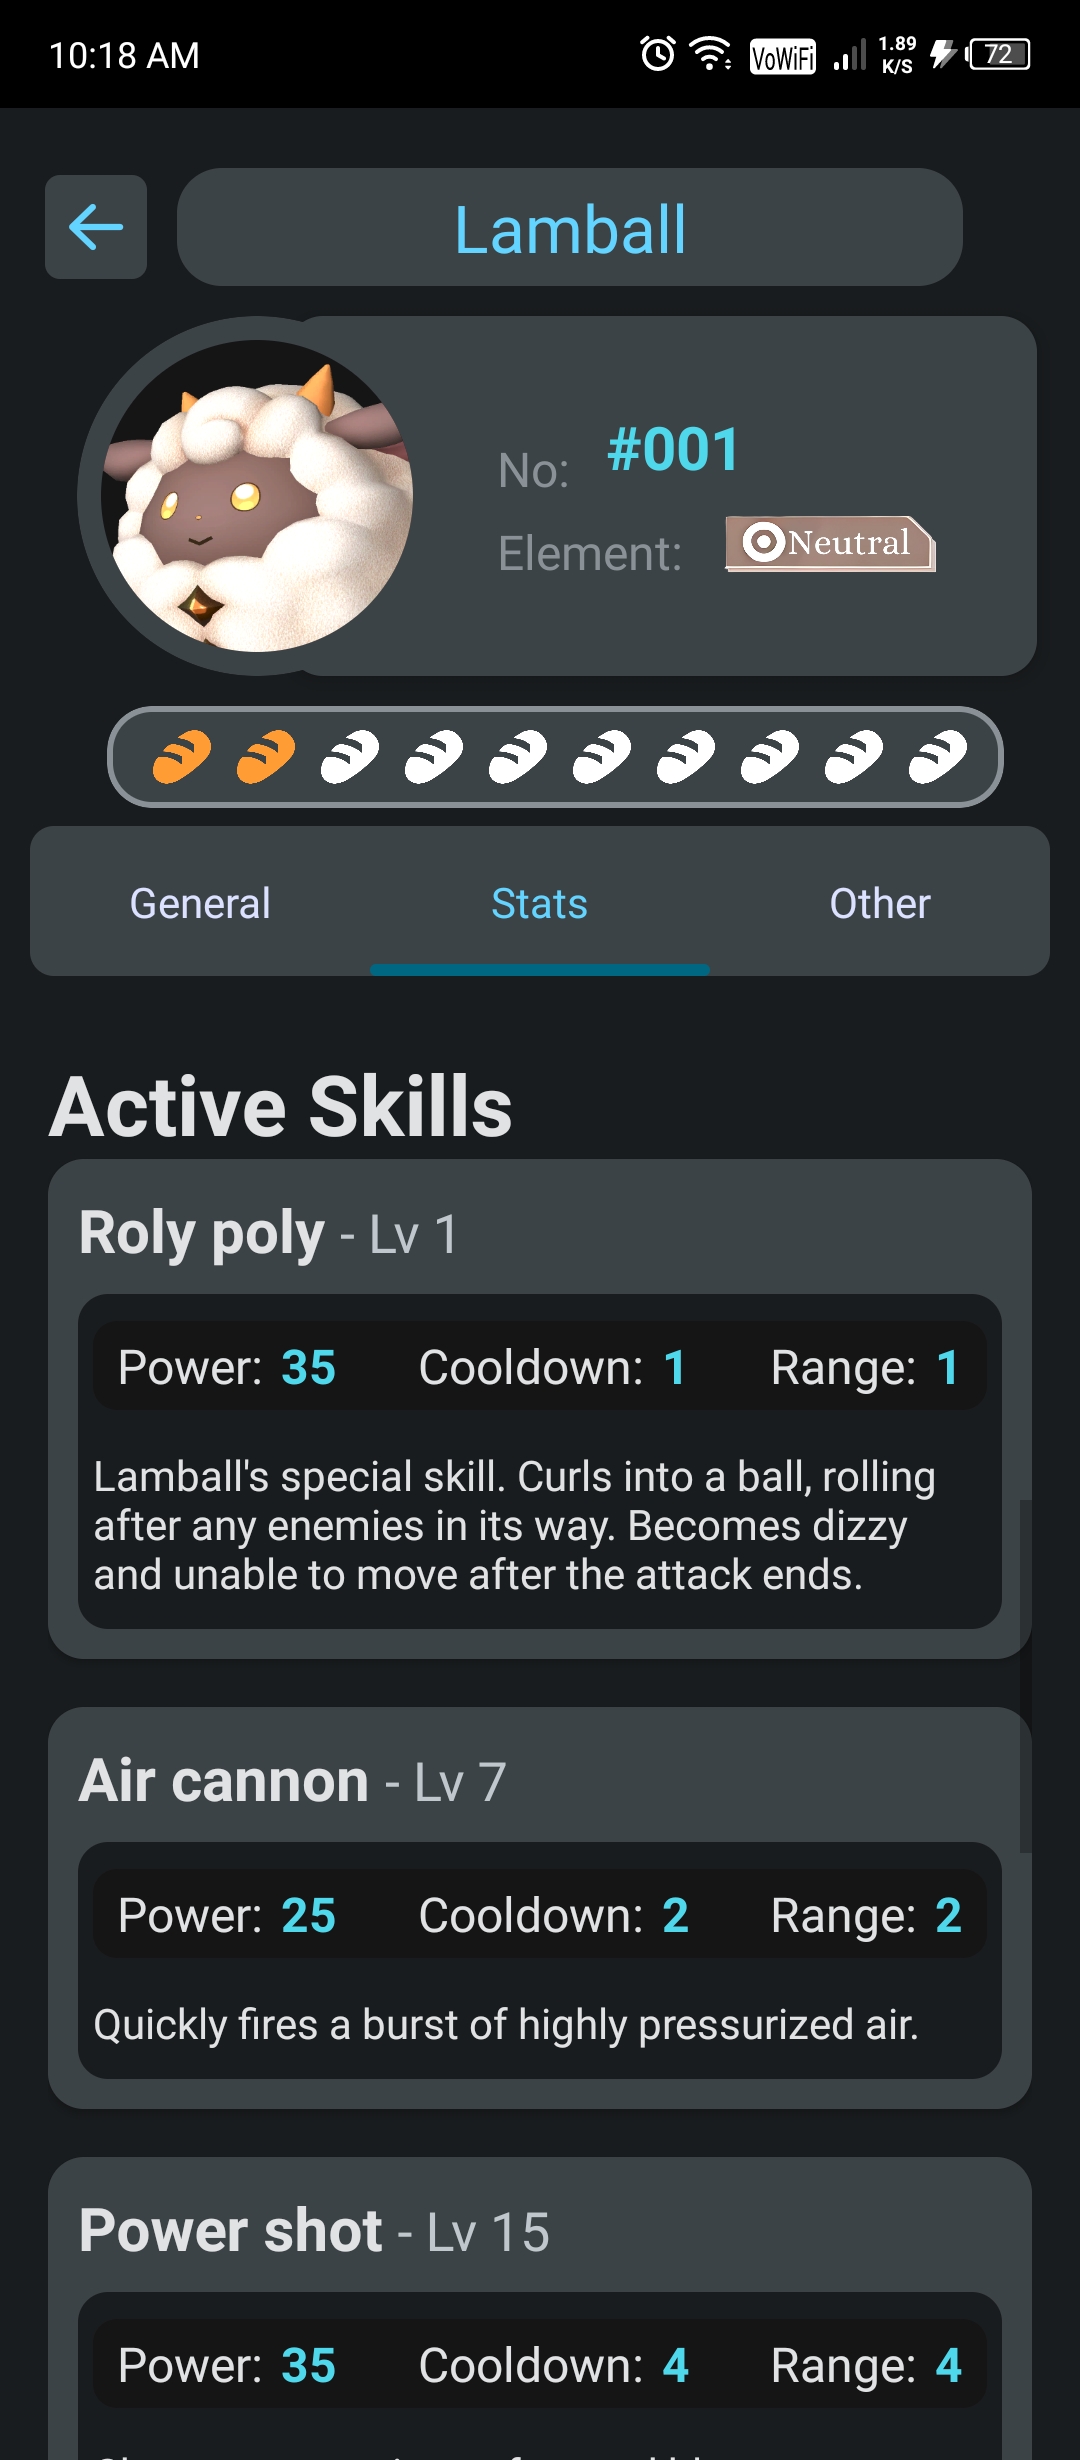 10:18 AM
VoWiFi
1.89
K/S
72
Lamball
No: #001
Element: Neutral
General
Stats
Other
Active Skills
Roly poly - Lv 1
Power: 35 Cooldown: 1 Range: 1
Lamball's special skill. Curls into a ball, rolling
after any enemies in its way. Becomes dizzy
and unable to move after the attack ends.
Air cannon - Lv 7
Power: 25 Cooldown: 2 Range: 2
Quickly fires a burst of highly pressurized air.
Power shot - Lv 15
Power: 35 Cooldown: 4 Range: 4